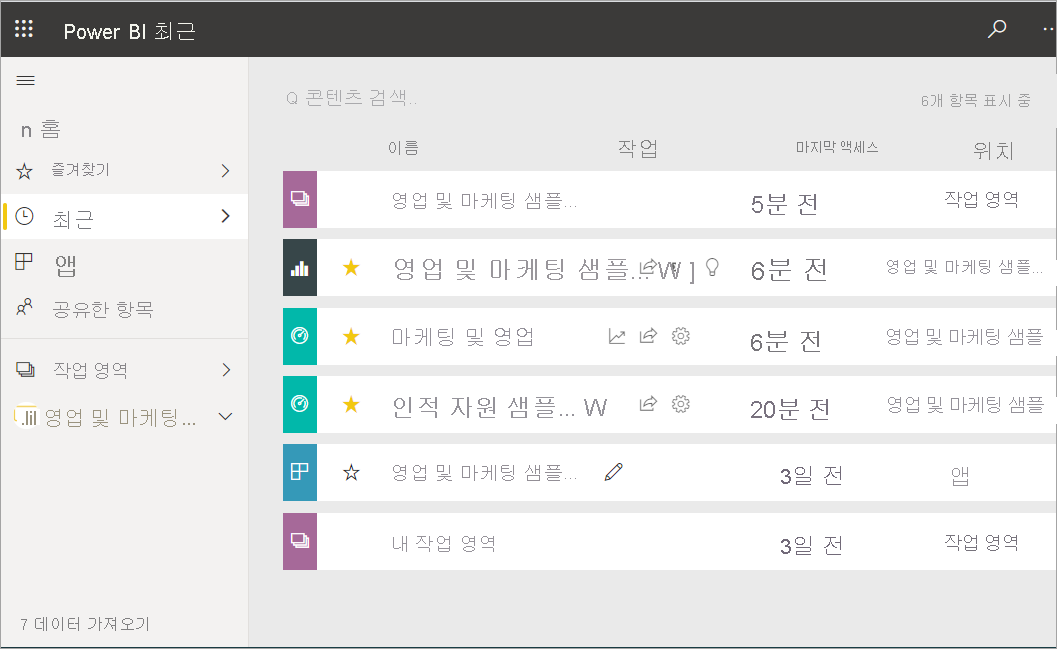 Power BI 최근
n 홈
즐겨찾기
최근
앱
공유한 항목
작업 영역
영업 및 마케팅...
7 데이터 가져오기
Q 콘텐츠 검색..
6개 항목 표시 중
이름 작업 마지막 액세스 위치
영업 및 마케팅 샘플... 5분 전 작업 영역
영업 및 마케팅 샘플... W ] 6분 전 영업 및 마케팅 샘플...
마케팅 및 영업 6분 전 영업 및 마케팅 샘플
인적 자원 샘플... W 20분 전 영업 및 마케팅 샘플
영업 및 마케팅 샘플... 3일 전 앱
내 작업 영역 3일 전 작업 영역